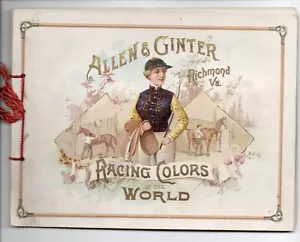 ALLEN & GINTER
Richmond
Va.
RACING COLORS
OF THE
WORLD